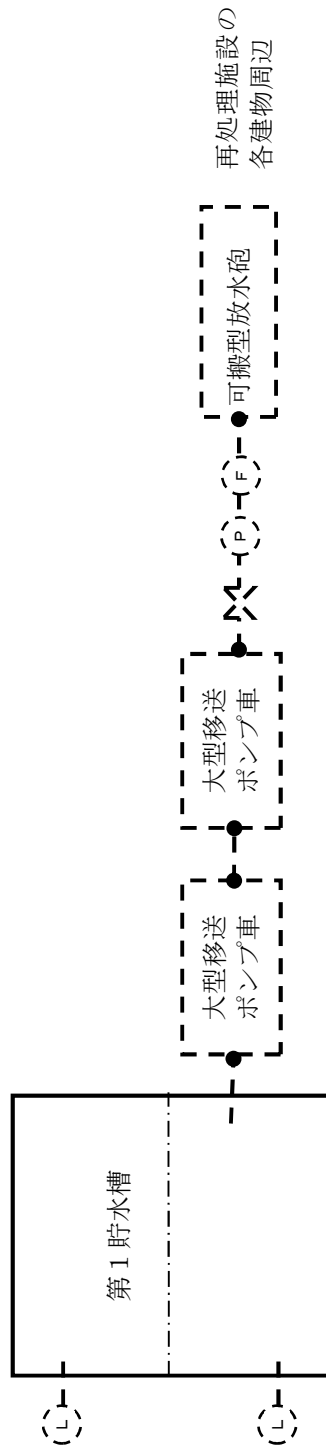 L
L
第1貯水槽
大型移送
ポンプ車
大型移送
ポンプ車
P
F
可搬型放水砲
再処理施設の
各建物周辺